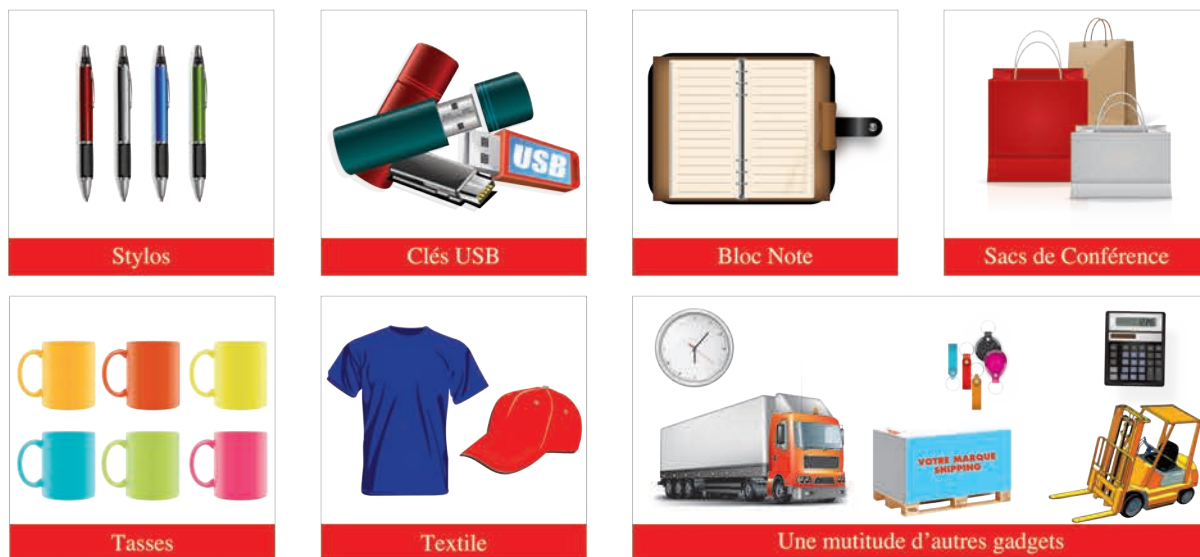 USB
Stylos
Clés USB
Bloc Note
Sacs de Conférence
VOTRE MARQUE
SHIPPING
Tasses
Textile
Une mutitude d'autres gadgets